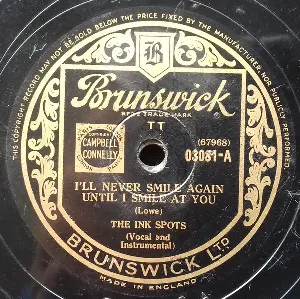 THIS COPYRIGHT RECORD MAY NOT BE SOLD BELOW THE PRICE FIXED BY THE MANUFACTURER NOR PUBLICLY PERFORMED
B
Brunswick
REGD TRADE MARK
TT
COPYRIGHT
CAMPBELL
CONNELLY
(67968)
03081-A
I'LL NEVER SMILE AGAIN
UNTIL I SMILE AT YOU
(Lowe)
THE INK SPOTS
(Vocal and
Instrumental)
BRUNSWICK LTD
MADE IN ENGLAND